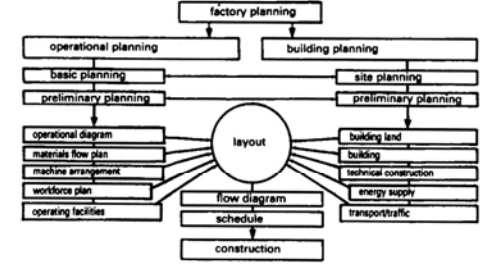 factory planning
operational planning
building planning
basic planning
site planning
preliminary planning
preliminary planning
operational diagram
materials flow plan
machine arrangement
workforce plan
operating facilities
layout
building land
building
technical construction
energy supply
transport/traffic
flow diagram
schedule
construction